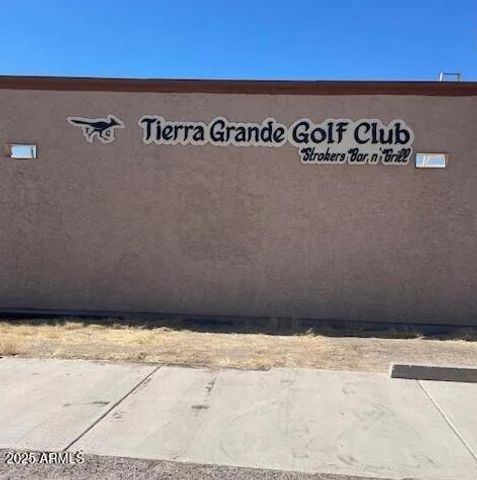 Tierra Grande Golf Club
Strokers Bar n' Grill
T G
2025 ARMLS